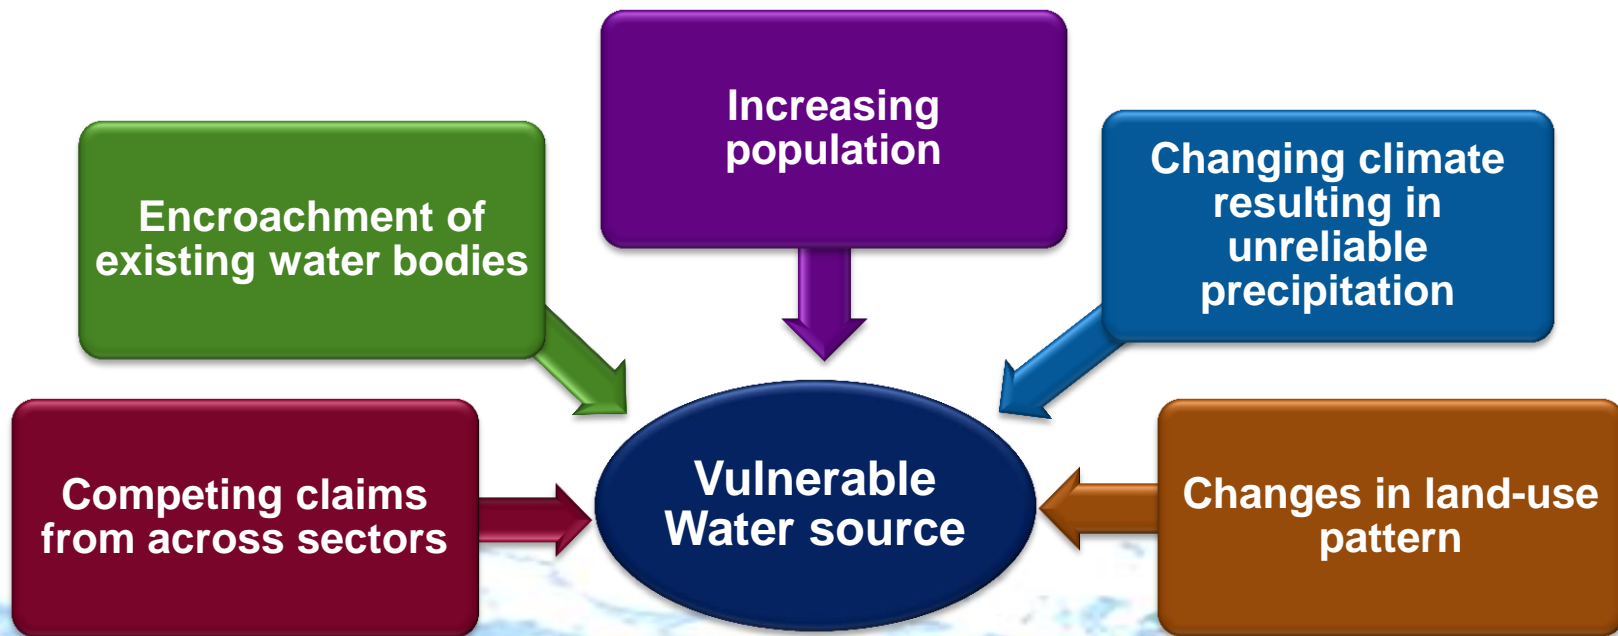 Increasing
population
Encroachment of
existing water bodies
Changing climate
resulting in
unreliable
precipitation
Competing claims
from across sectors
Vulnerable
Water source
Changes in land-use
pattern